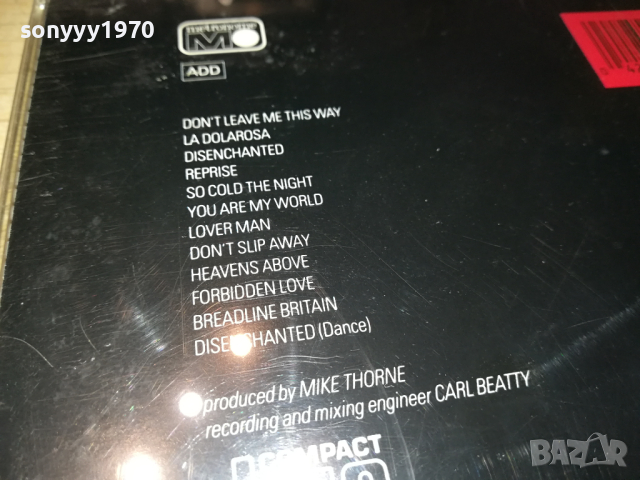 sonyyy1970
metronome
ADD
DON'T LEAVE ME THIS WAY
LA DOLAROSA
DISENCHANTED
REPRISE
SO COLD THE NIGHT
YOU ARE MY WORLD
LOVER MAN
DON'T SLIP AWAY
HEAVENS ABOVE
FORBIDDEN LOVE
BREADLINE BRITAIN
DISENCHANTED (Dance)
produced by MIKE THORNE
recording and mixing engineer CARL BEATTY
COMPACT
BAZAR